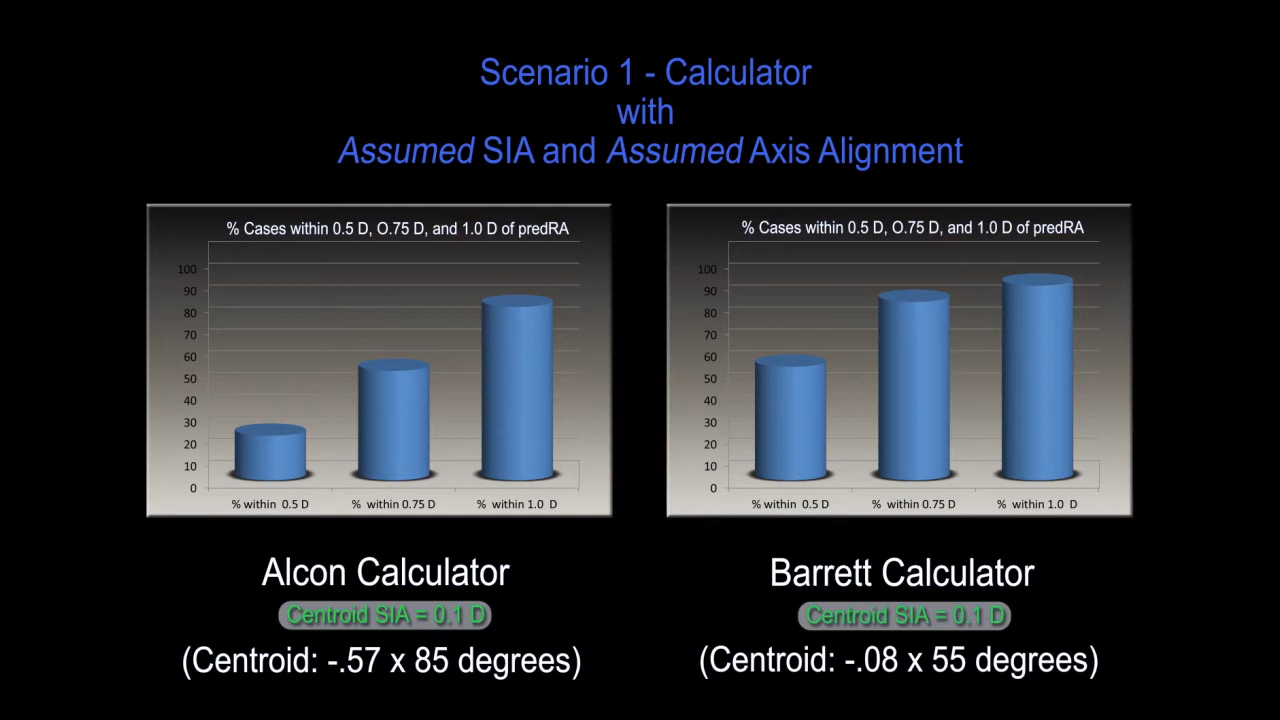 Scenario 1 - Calculator
with
Assumed SIA and Assumed Axis Alignment
% Cases within 0.5 D, O.75 D, and 1.0 D of predRA
100
90
80
70
60
50
40
30
20
10
0
% within 0.5 D
% within 0.75 D
% within 1.0 D
Alcon Calculator
Centroid SIA = 0.1 D
(Centroid: -.57 x 85 degrees)
% Cases within 0.5 D, O.75 D, and 1.0 D of predRA
100
90
80
70
60
50
40
30
20
10
0
% within 0.5 D
% within 0.75 D
% within 1.0 D
Barrett Calculator
Centroid SIA = 0.1 D
(Centroid: -.08 x 55 degrees)